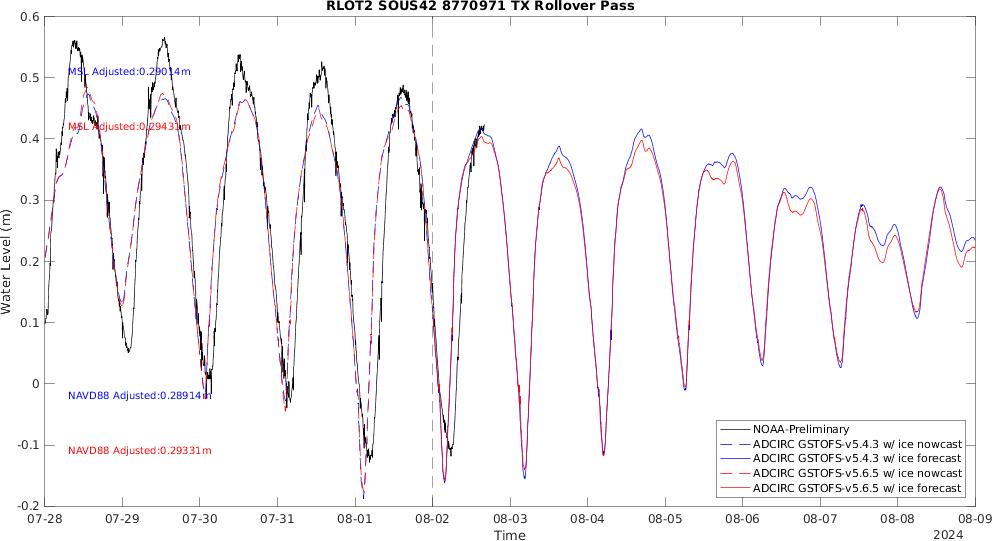 RLOT2 SOUS42 8770971 TX Rollover Pass
0.6
0.5
0.4
0.3
0.2
0.1
0
-0.1
-0.2
Water Level (m)
MSL Adjusted:0.29014m
MSL Adjusted:0.29431m
NAVD88 Adjusted:0.28914m
NAVD88 Adjusted:0.29331m
NOAA-Preliminary
ADCIRC GSTOFS-v5.4.3 w/ ice nowcast
ADCIRC GSTOFS-v5.4.3 w/ ice forecast
ADCIRC GSTOFS-v5.6.5 w/ ice nowcast
ADCIRC GSTOFS-v5.6.5 w/ ice forecast
07-28 07-29 07-30 07-31 08-01 08-02 08-03 08-04 08-05 08-06 08-07 08-08 08-09
Time
2024